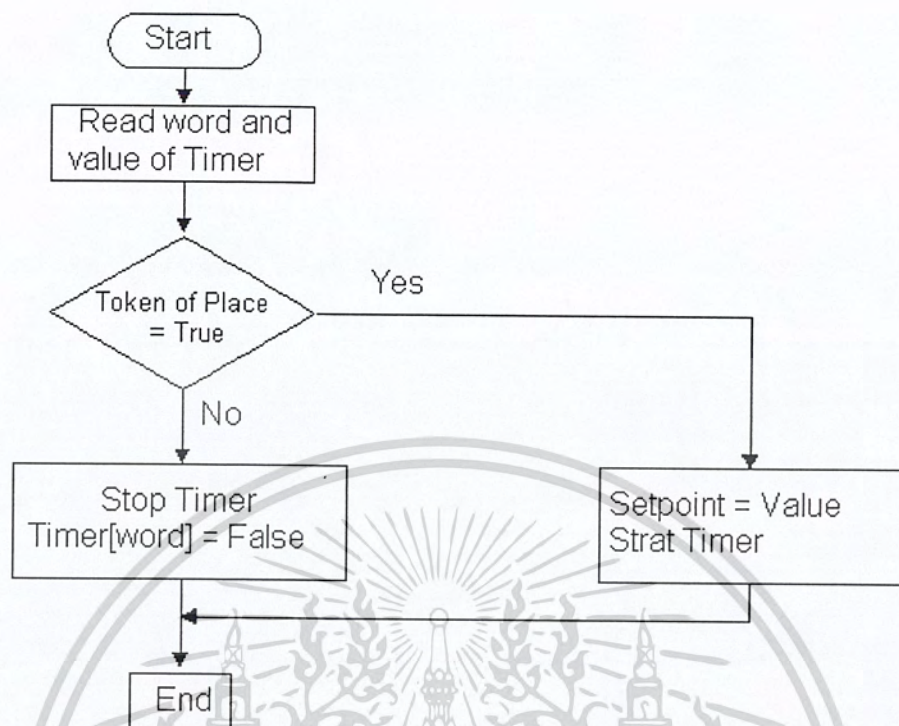 Start
Read word and
value of Timer
Token of Place
= True
Yes
No
Stop Timer
Timer[word] = False
Setpoint = Value
Strat Timer
End